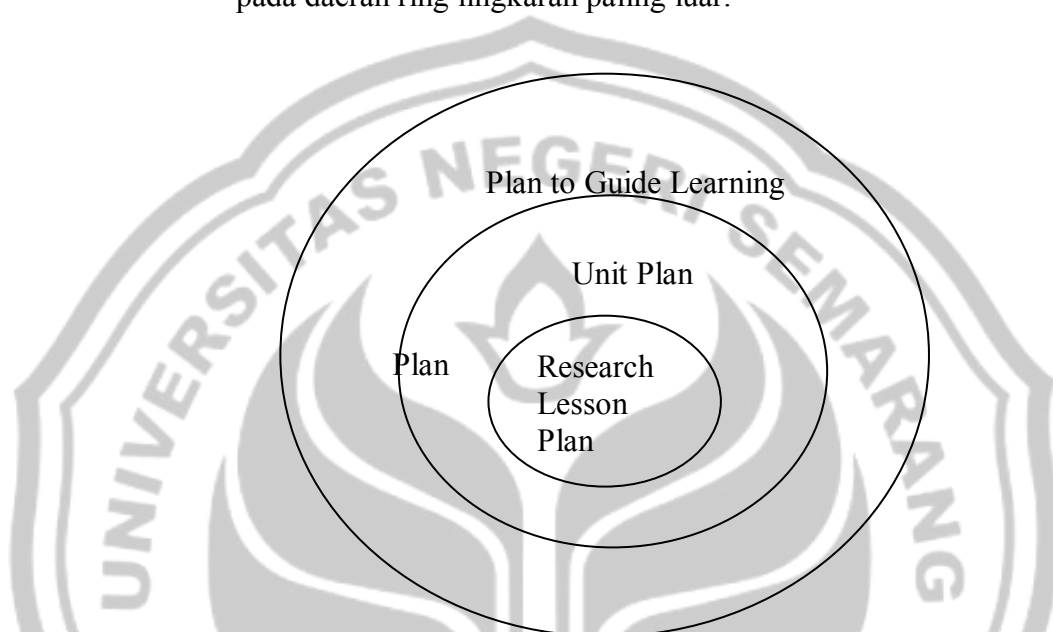 pada daerah ring lingkaran paling luar.
UNIVERSITAS NEGERI SEMARANG
Plan to Guide Learning
Unit Plan
Plan
Research
Lesson
Plan